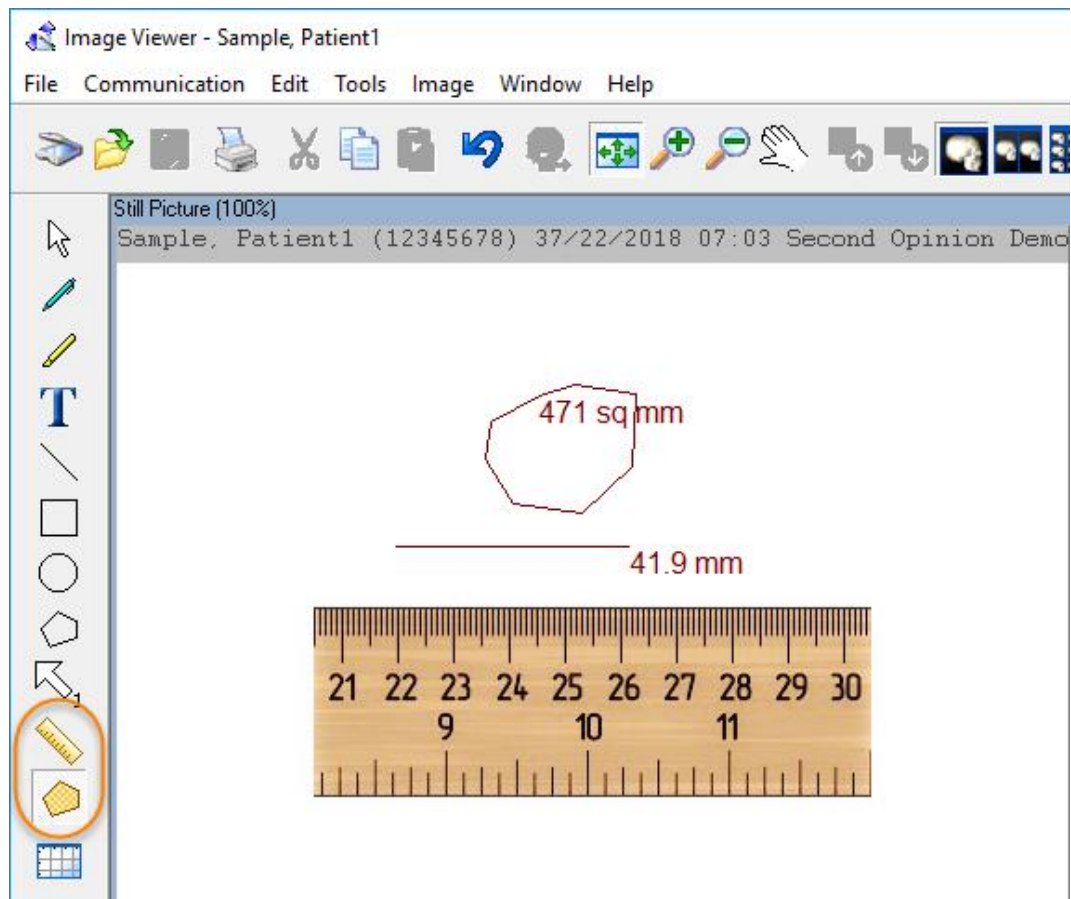 Image Viewer - Sample, Patient1
File Communication Edit Tools Image Window Help
Still Picture (100%)
Sample, Patient1 (12345678) 37/22/2018 07:03 Second Opinion Demo
T
471 sq mm
41.9 mm
1
21 22 23 24 25 26 27 28 29 30
9 10 11